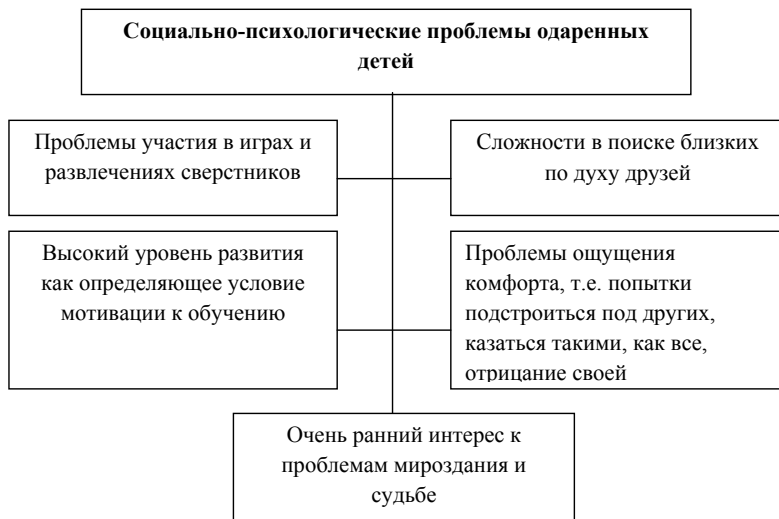 Социально-психологические проблемы одаренных
детей
Проблемы участия в играх и
развлечениях сверстников
Сложности в поиске близких
по духу друзей
Высокий уровень развития
как определяющее условие
мотивации к обучению
Проблемы ощущения
комфорта, т.е. попытки
подстроиться под других,
казаться такими, как все,
отрицание своей
Очень ранний интерес к
проблемам мироздания и
судьбе